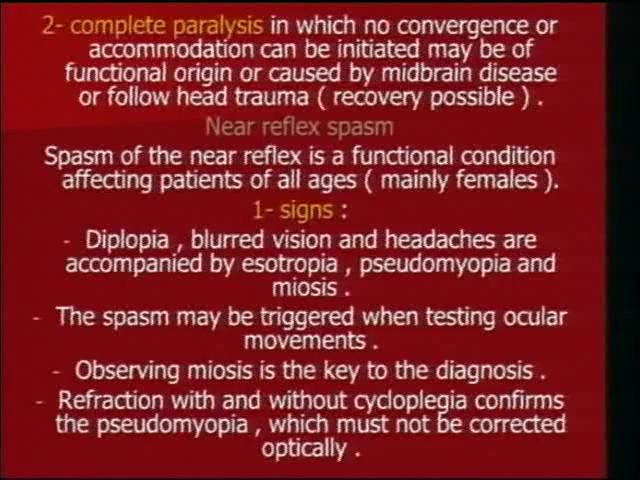 2- complete paralysis in which no convergence or
accommodation can be initiated may be of
functional origin or caused by midbrain disease
or follow head trauma ( recovery possible ) .
Near reflex spasm
Spasm of the near reflex is a functional condition
affecting patients of all ages ( mainly females ).
1- signs :
- Diplopia , blurred vision and headaches are
accompanied by esotropia , pseudomyopia and
miosis .
- The spasm may be triggered when testing ocular
movements .
- Observing miosis is the key to the diagnosis .
- Refraction with and without cycloplegia confirms
the pseudomyopia , which must not be corrected
optically .